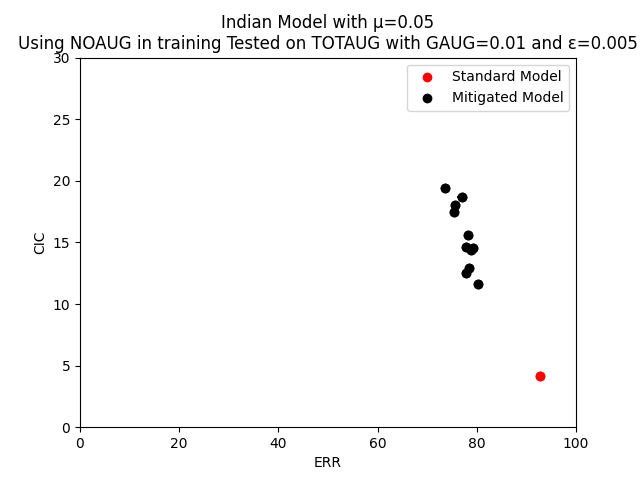 Indian Model with μ=0.05
Using NOAUG in training Tested on TOTAUG with GAUG=0.01 and ε=0.005
30
25
20
15
10
5
0
CIC
Standard Model
Mitigated Model
0 20 40 60 80 100
ERR